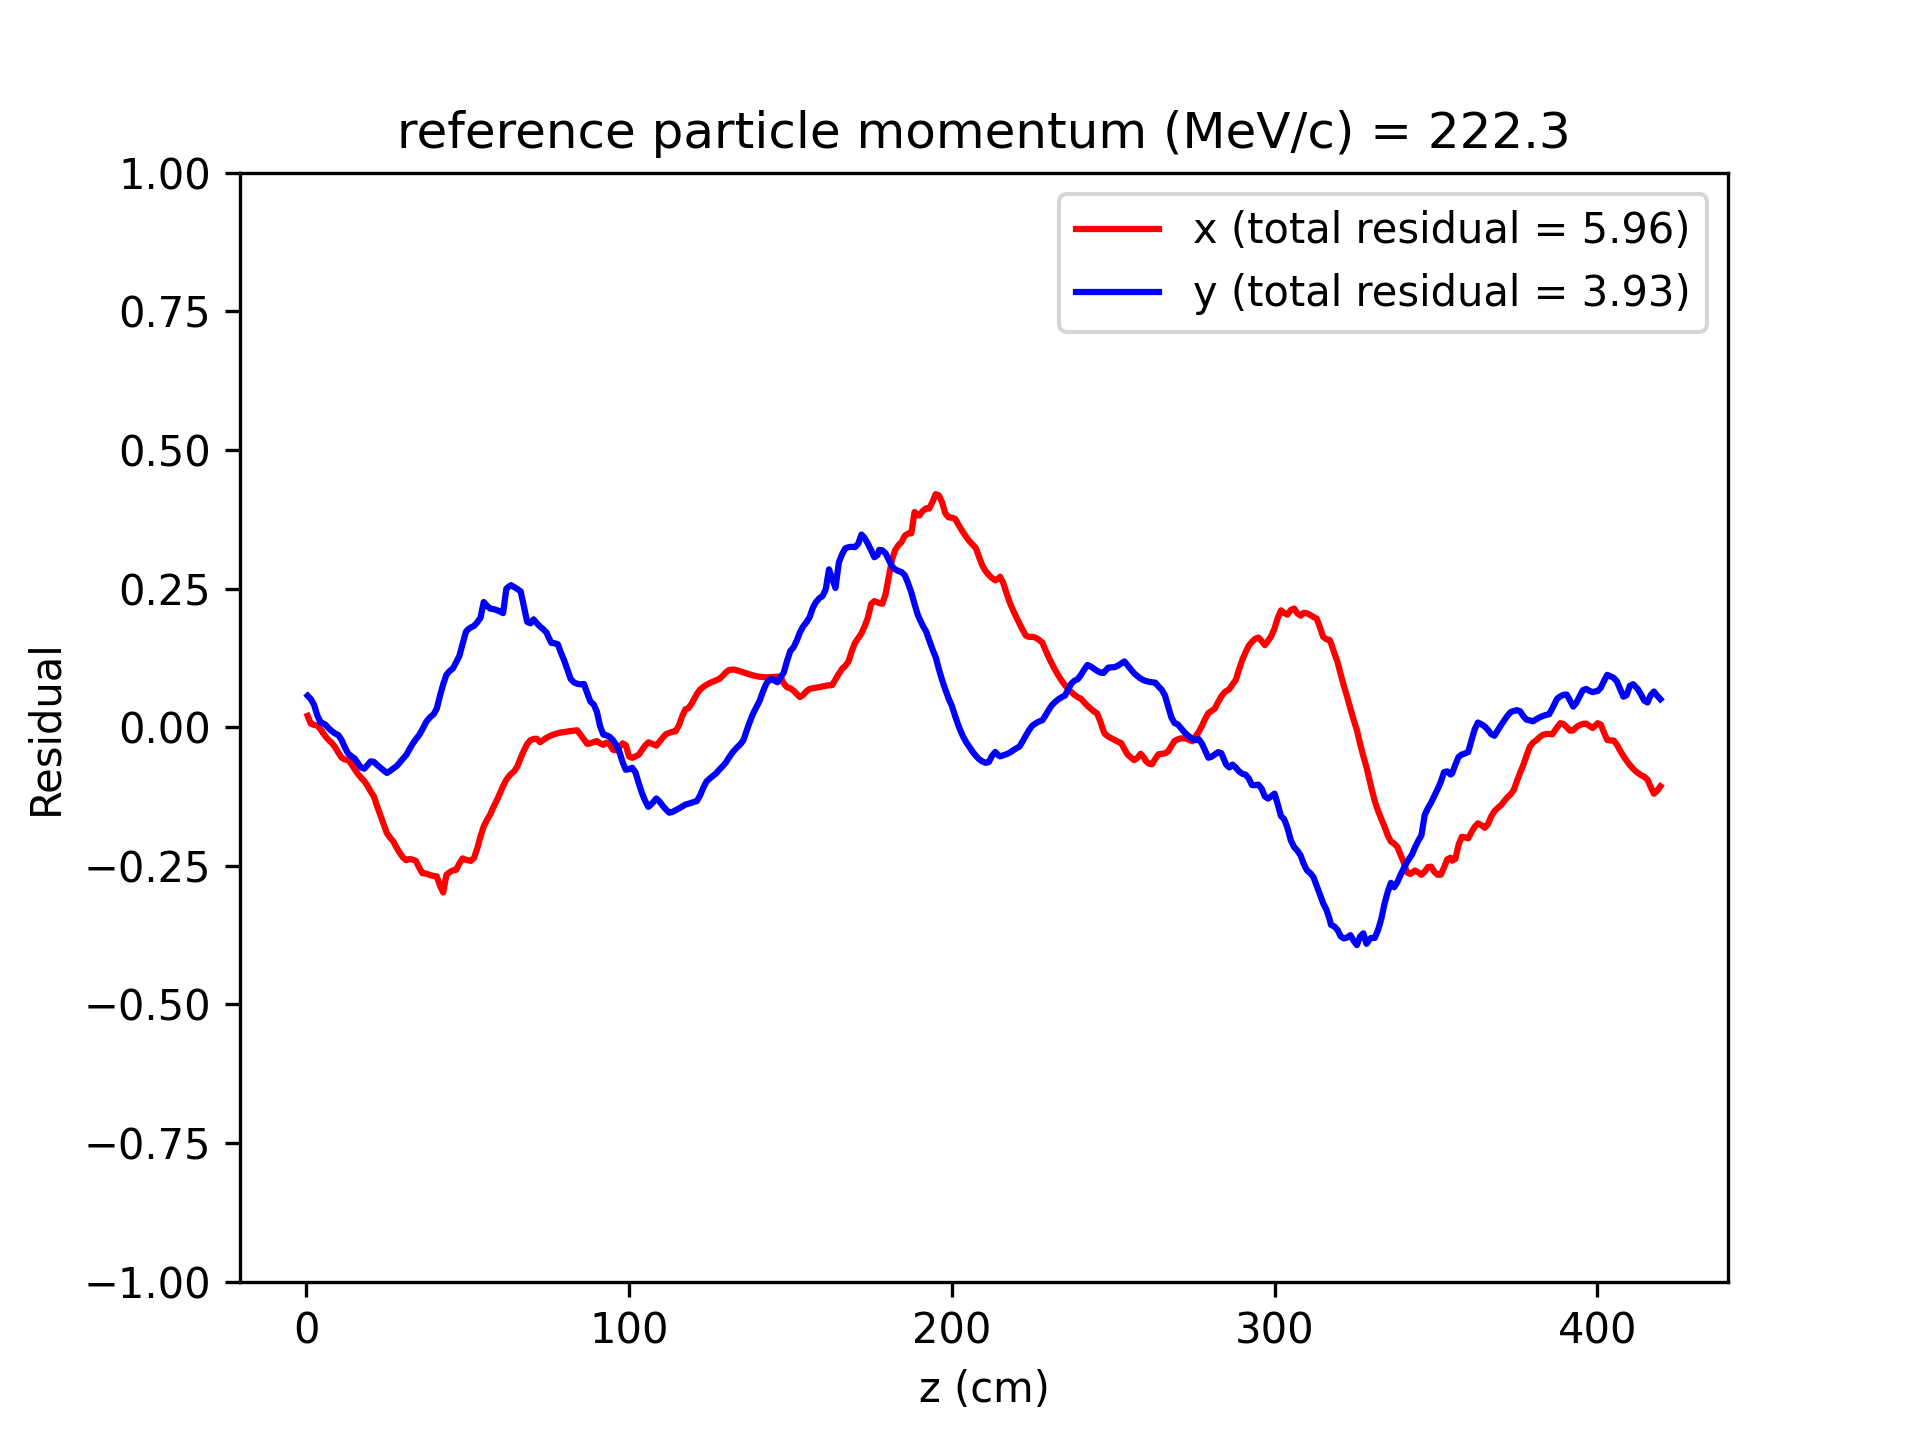 reference particle momentum (MeV/c) = 222.3
x (total residual = 5.96)
y (total residual = 3.93)
1.00
0.75
0.50
0.25
0.00
−0.25
−0.50
−0.75
−1.00
Residual
0 100 200 300 400
z (cm)